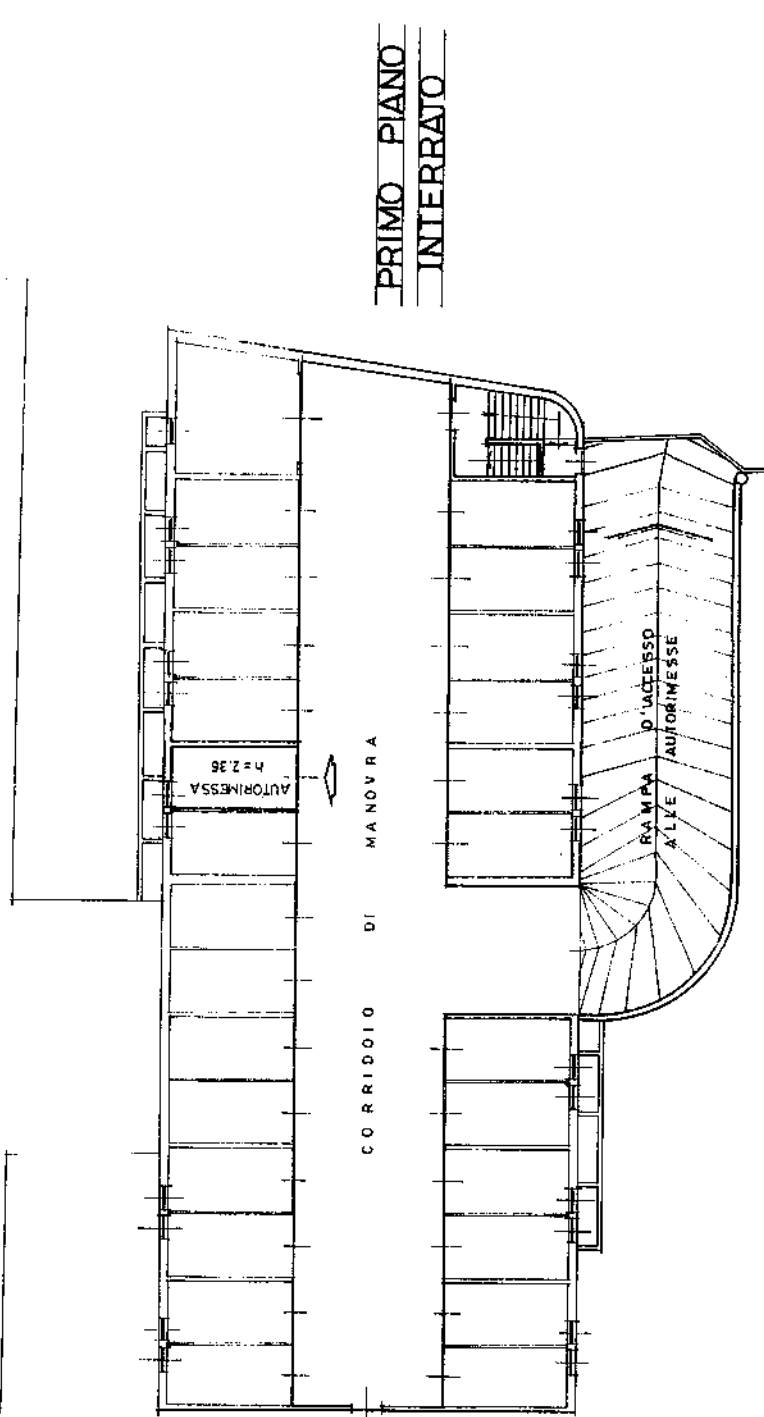 PRIMO PIANO
INTERRATO
AUTORIMESSA
h = 2.36
CORRIDOIO DI MANOVRA
RAMPA D'ACCESSO
ALLE AUTORIMESSE